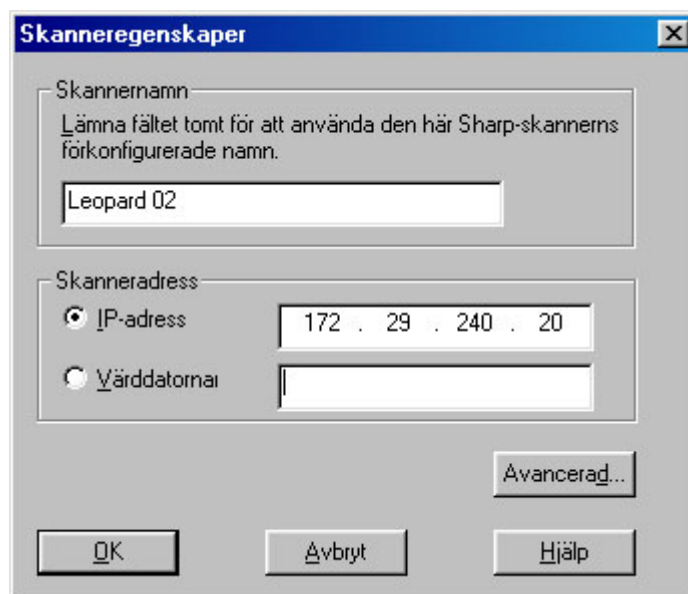 Skanneregenskaper
Skannernamn
Lämna fältet tomt för att använda den här Sharp-skannerns
förkonfigurerade namn.
Leopard 02
Skanneradress
IP-adress
172 . 29 . 240 . 20
Värddatornai
Avancerad...
OK
Avbryt
Hjälp